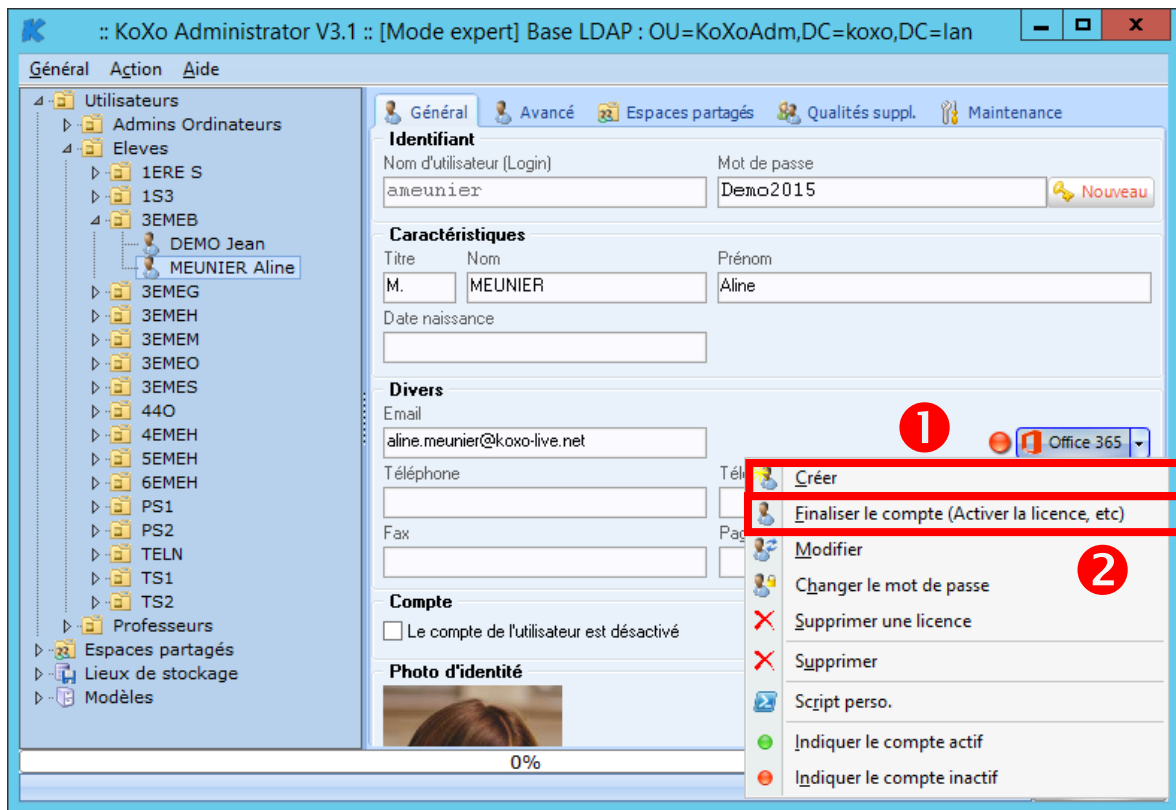 :: KoXo Administrator V3.1 :: [Mode expert] Base LDAP : OU=KoXoAdm,DC=koxo,DC=lan
Général Action Aide
Utilisateurs
Admins Ordinateurs
Eleves
1ERE S
1S3
3EMEB
DEMO Jean
MEUNIER Aline
3EMEG
3EMEH
3EMEM
3EMEO
3EMES
44O
4EMEH
5EMEH
6EMEH
PS1
PS2
TELN
TS1
TS2
Professeurs
Espaces partagés
Lieux de stockage
Modèles
Général Avancé Espaces partagés Qualités suppl. Maintenance
Identifiant
Nom d'utilisateur (Login) Mot de passe
ameunier Demo2015 Nouveau
Caractéristiques
Titre Nom Prénom
M. MEUNIER Aline
Date naissance
Divers
Email
aline.meunier@koxo-live.net
1
Office 365
Téléphone
Fax
Compte
Le compte de l'utilisateur est désactivé
Photo d'identité
Créer
Finaliser le compte (Activer la licence, etc)
Modifier
2
Changer le mot de passe
Supprimer une licence
Supprimer
Script perso.
Indiquer le compte actif
Indiquer le compte inactif
0%